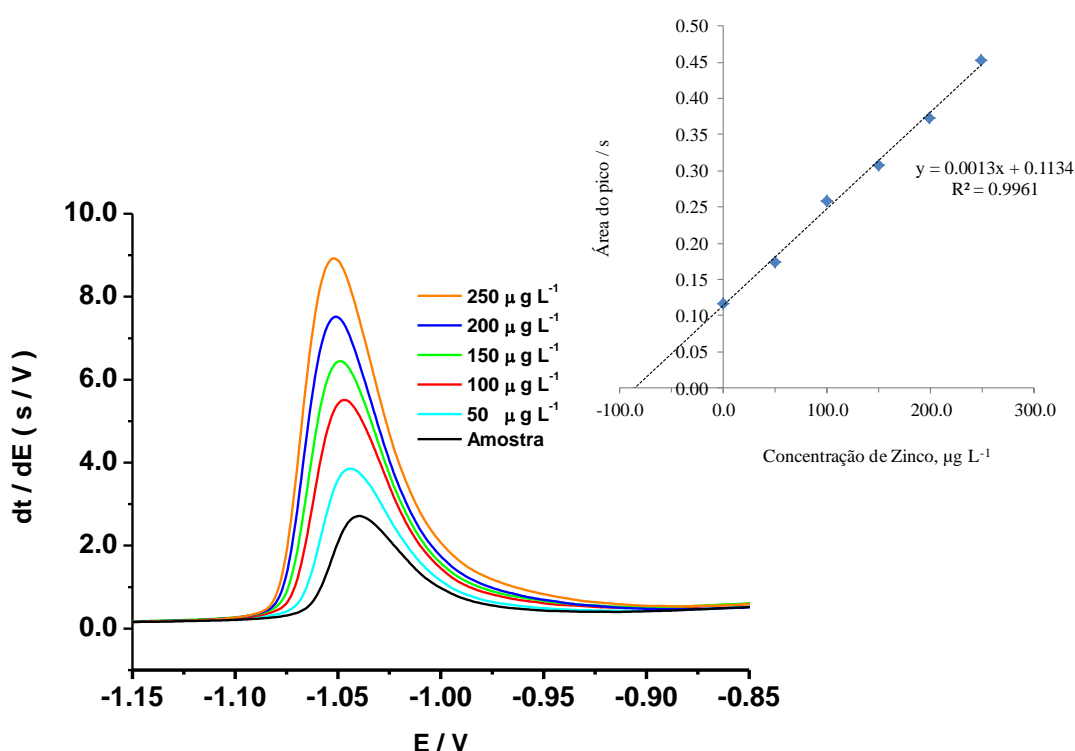 0.50
0.45
0.40
0.35
0.30
0.25
0.20
0.15
0.10
0.05
0.00
Área do pico / s
y = 0.0013x + 0.1134
R² = 0.9961
-100.0 0.0 100.0 200.0 300.0
Concentração de Zinco, µg L-1
10.0
8.0
6.0
4.0
2.0
0.0
dt / dE ( s / V )
250 µ g L-1
200 µ g L-1
150 µ g L-1
100 µ g L-1
50 µ g L-1
Amostra
-1.15 -1.10 -1.05 -1.00 -0.95 -0.90 -0.85
E / V